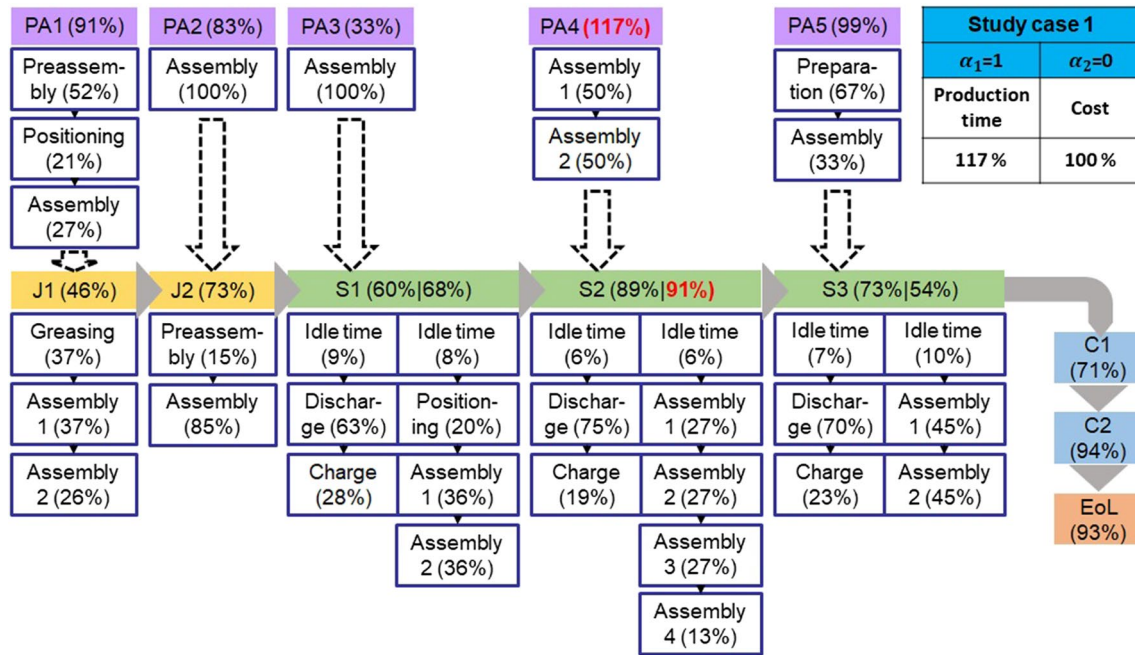 PA1 (91%)
PA2 (83%)
PA3 (33%)
PA4 (117%)
PA5 (99%)
Study case 1
α₁=1
α₂=0
Production
time
Cost
117 %
100 %
Preassem-
bly (52%)
Positioning
(21%)
Assembly
(27%)
Assembly
(100%)
Assembly
(100%)
Assembly
1 (50%)
Assembly
2 (50%)
Prepara-
tion (67%)
Assembly
(33%)
J1 (46%)
J2 (73%)
S1 (60%|68%)
S2 (89%|91%)
S3 (73%|54%)
Greasing
(37%)
Assembly
1 (37%)
Assembly
2 (26%)
Preassem-
bly (15%)
Assembly
(85%)
Idle time
(9%)
Dischar-
ge (63%)
Charge
(28%)
Idle time
(8%)
Position-
ing (20%)
Assembly
1 (36%)
Assembly
2 (36%)
Idle time
(6%)
Dischar-
ge (75%)
Charge
(19%)
Idle time
(6%)
Assembly
1 (27%)
Assembly
2 (27%)
Assembly
3 (27%)
Assembly
4 (13%)
Idle time
(7%)
Dischar-
ge (70%)
Charge
(23%)
Idle time
(10%)
Assembly
1 (45%)
Assembly
2 (45%)
C1
(71%)
C2
(94%)
EoL
(93%)